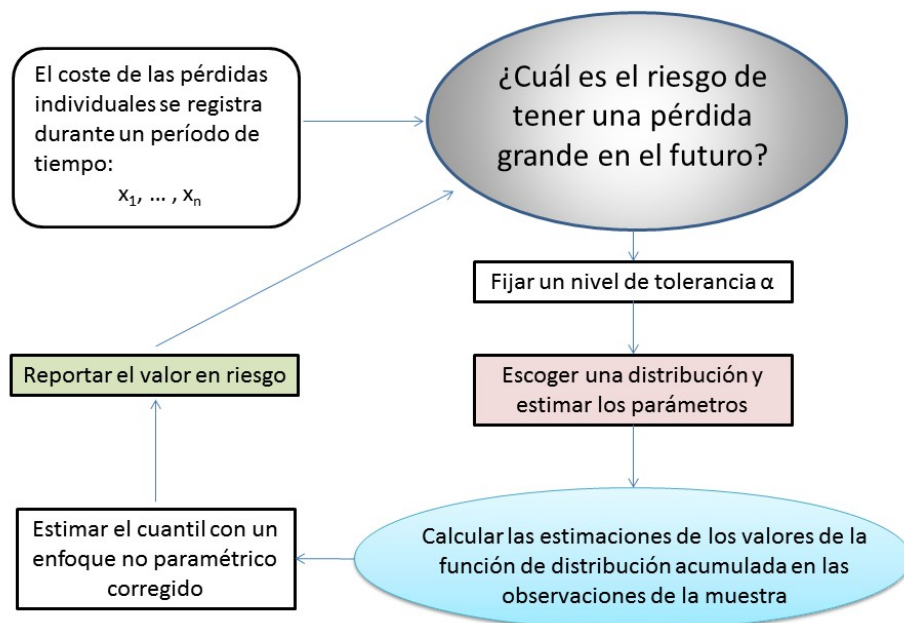 El coste de las pérdidas
individuales se registra
durante un período de
tiempo:
x₁, ... , xₙ
¿Cuál es el riesgo de
tener una pérdida
grande en el futuro?
Fijar un nivel de tolerancia α
Escoger una distribución y
estimar los parámetros
Calcular las estimaciones de los valores de la
función de distribución acumulada en las
observaciones de la muestra
Estimar el cuantil con un
enfoque no paramétrico
corregido
Reportar el valor en riesgo